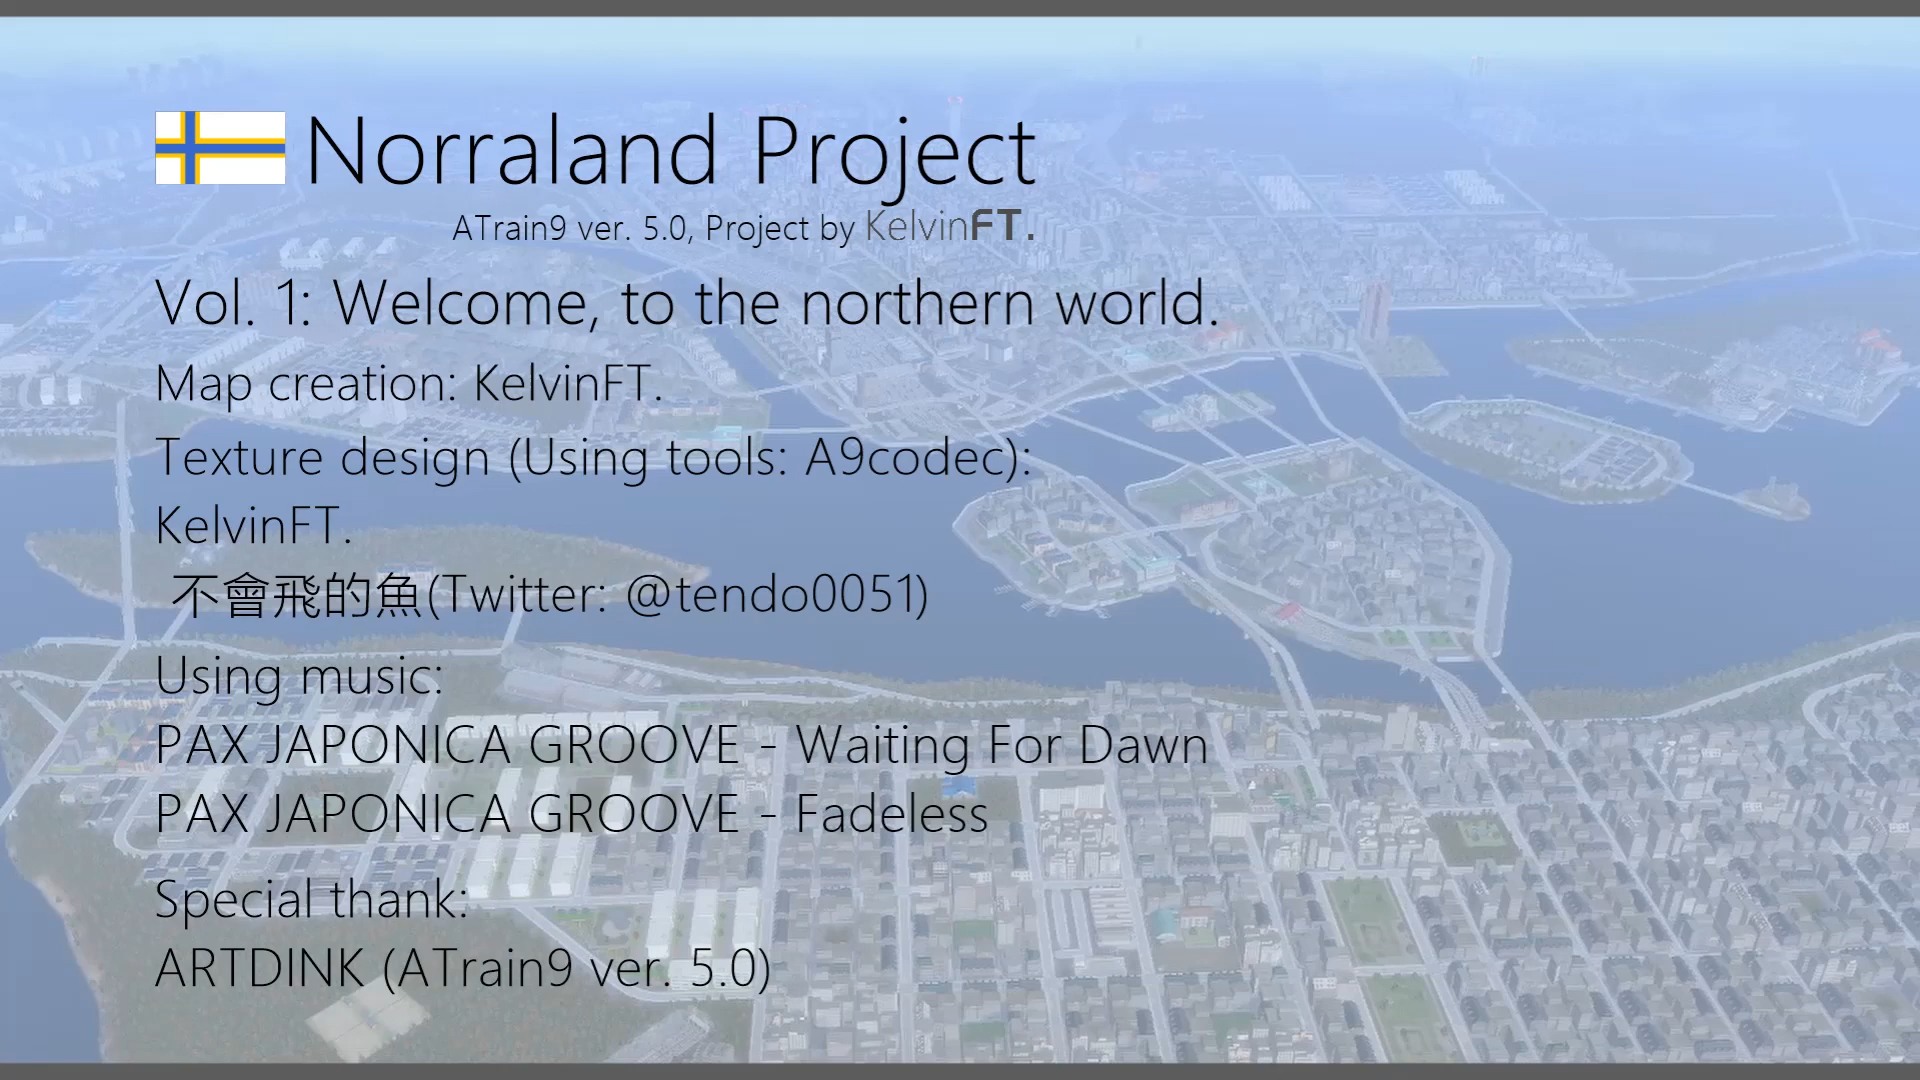 Norraland Project
ATrain9 ver. 5.0, Project by KelvinFT.
Vol. 1: Welcome, to the northern world.
Map creation: KelvinFT.
Texture design (Using tools: A9codec):
KelvinFT.
不會飛的魚(Twitter: @tendo0051)
Using music:
PAX JAPONICA GROOVE - Waiting For Dawn
PAX JAPONICA GROOVE - Fadeless
Special thank:
ARTDINK (ATrain9 ver. 5.0)